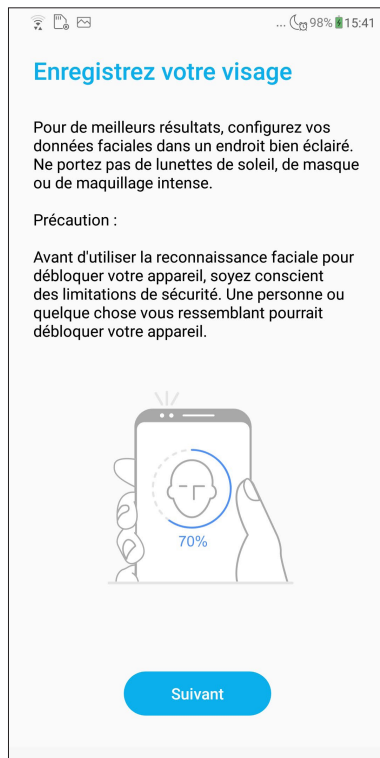 ... 98% 15:41
Enregistrez votre visage
Pour de meilleurs résultats, configurez vos
données faciales dans un endroit bien éclairé.
Ne portez pas de lunettes de soleil, de masque
ou de maquillage intense.
Précaution :
Avant d'utiliser la reconnaissance faciale pour
débloquer votre appareil, soyez conscient
des limitations de sécurité. Une personne ou
quelque chose vous ressemblant pourrait
débloquer votre appareil.
70%
Suivant